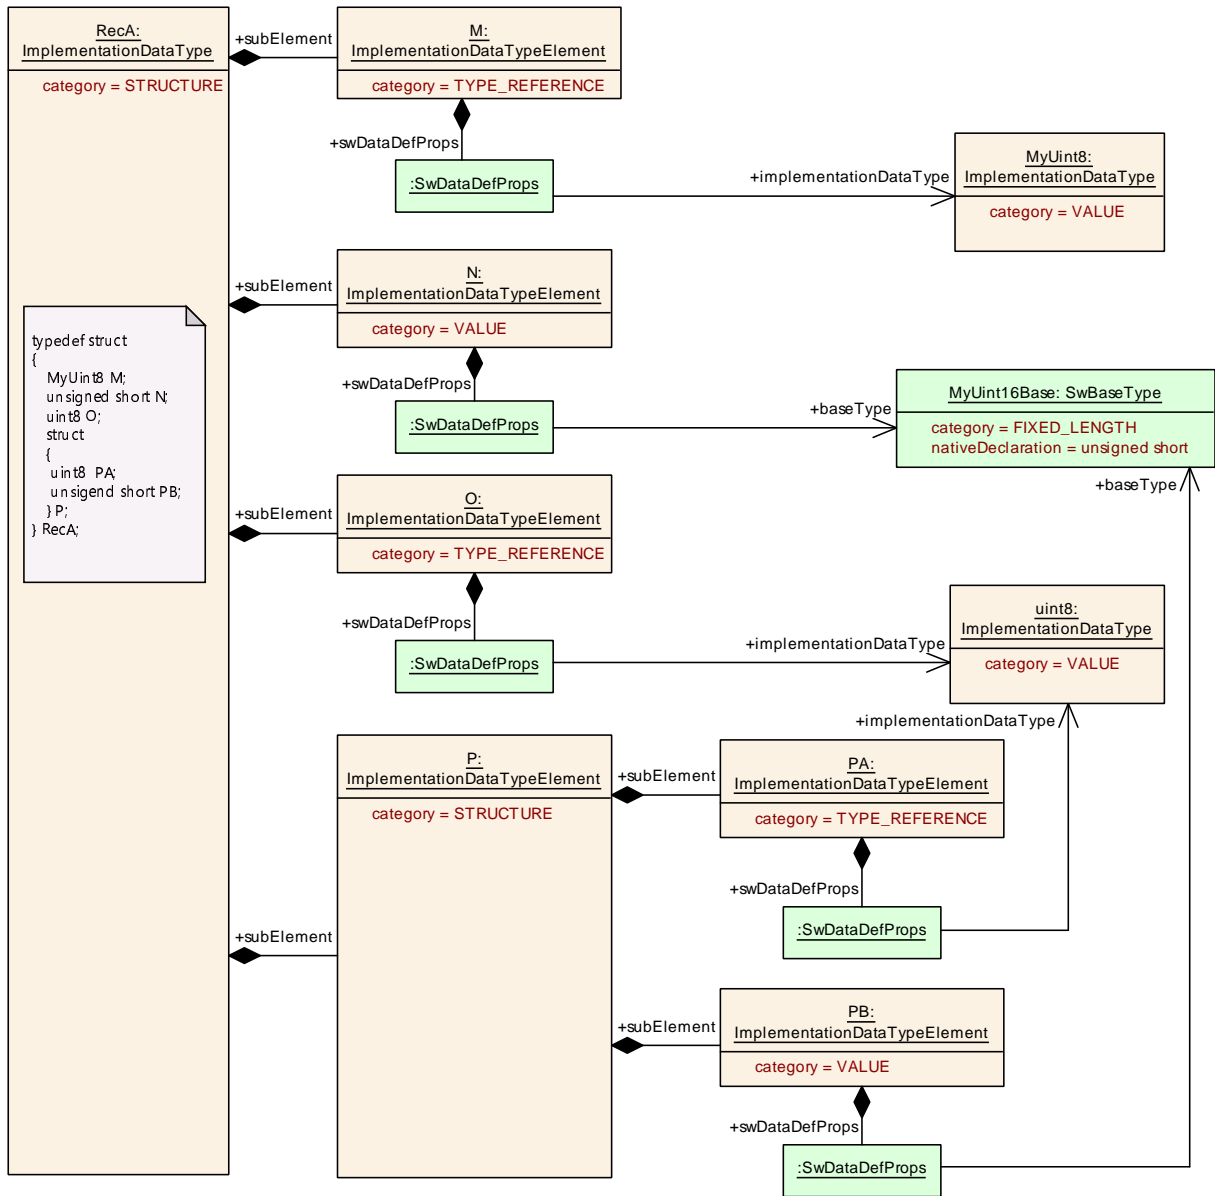 RecA:
ImplementationDataType
category = STRUCTURE
+subElement
M:
ImplementationDataTypeElement
category = TYPE_REFERENCE
+swDataDefProps
:SwDataDefProps
+implementationDataType
MyUint8:
ImplementationDataType
category = VALUE
+subElement
N:
ImplementationDataTypeElement
category = VALUE
+swDataDefProps
:SwDataDefProps
+baseType
MyUint16Base: SwBaseType
category = FIXED_LENGTH
nativeDeclaration = unsigned short
+baseType
typedef struct
{
MyUint8 M;
unsigned short N;
uint8 O;
struct
{
uint8 PA;
unsigend short PB;
} P;
} RecA;
+subElement
O:
ImplementationDataTypeElement
category = TYPE_REFERENCE
+swDataDefProps
:SwDataDefProps
+implementationDataType
uint8:
ImplementationDataType
category = VALUE
+implementationDataType
+subElement
P:
ImplementationDataTypeElement
category = STRUCTURE
+subElement
PA:
ImplementationDataTypeElement
category = TYPE_REFERENCE
+swDataDefProps
:SwDataDefProps
+subElement
PB:
ImplementationDataTypeElement
category = VALUE
+swDataDefProps
:SwDataDefProps